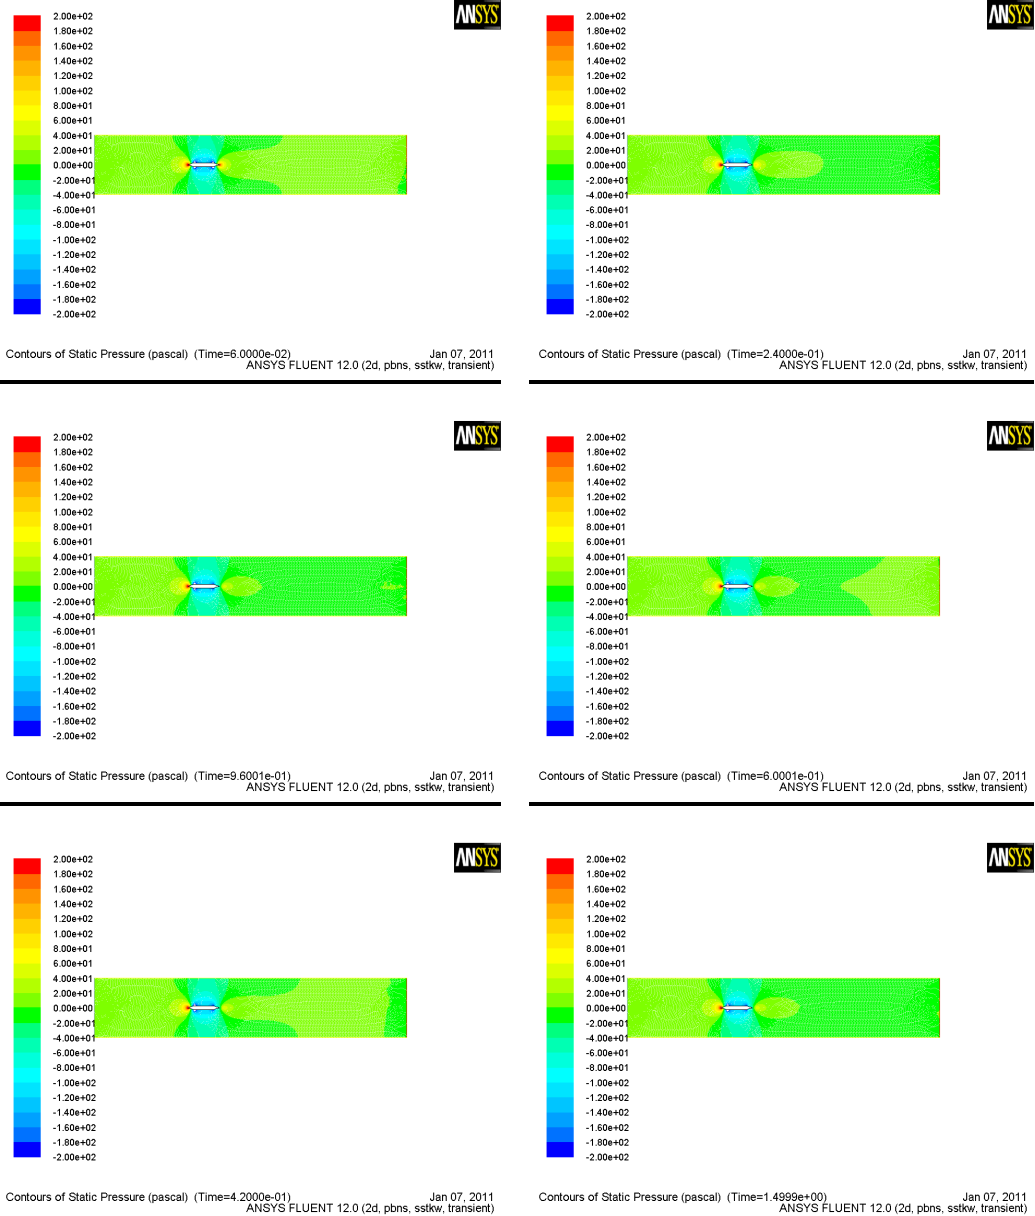 ANSYS
2.00e+02
1.80e+02
1.60e+02
1.40e+02
1.20e+02
1.00e+02
8.00e+01
6.00e+01
4.00e+01
2.00e+01
0.00e+00
-2.00e+01
-4.00e+01
-6.00e+01
-8.00e+01
-1.00e+02
-1.20e+02
-1.40e+02
-1.60e+02
-1.80e+02
-2.00e+02
Contours of Static Pressure (pascal) (Time=6.0000e-02) Jan 07, 2011
ANSYS FLUENT 12.0 (2d, pbns, sstkw, transient)
ANSYS
2.00e+02
1.80e+02
1.60e+02
1.40e+02
1.20e+02
1.00e+02
8.00e+01
6.00e+01
4.00e+01
2.00e+01
0.00e+00
-2.00e+01
-4.00e+01
-6.00e+01
-8.00e+01
-1.00e+02
-1.20e+02
-1.40e+02
-1.60e+02
-1.80e+02
-2.00e+02
Contours of Static Pressure (pascal) (Time=2.4000e-01) Jan 07, 2011
ANSYS FLUENT 12.0 (2d, pbns, sstkw, transient)
ANSYS
2.00e+02
1.80e+02
1.60e+02
1.40e+02
1.20e+02
1.00e+02
8.00e+01
6.00e+01
4.00e+01
2.00e+01
0.00e+00
-2.00e+01
-4.00e+01
-6.00e+01
-8.00e+01
-1.00e+02
-1.20e+02
-1.40e+02
-1.60e+02
-1.80e+02
-2.00e+02
Contours of Static Pressure (pascal) (Time=9.6001e-01) Jan 07, 2011
ANSYS FLUENT 12.0 (2d, pbns, sstkw, transient)
ANSYS
2.00e+02
1.80e+02
1.60e+02
1.40e+02
1.20e+02
1.00e+02
8.00e+01
6.00e+01
4.00e+01
2.00e+01
0.00e+00
-2.00e+01
-4.00e+01
-6.00e+01
-8.00e+01
-1.00e+02
-1.20e+02
-1.40e+02
-1.60e+02
-1.80e+02
-2.00e+02
Contours of Static Pressure (pascal) (Time=6.0001e-01) Jan 07, 2011
ANSYS FLUENT 12.0 (2d, pbns, sstkw, transient)
ANSYS
2.00e+02
1.80e+02
1.60e+02
1.40e+02
1.20e+02
1.00e+02
8.00e+01
6.00e+01
4.00e+01
2.00e+01
0.00e+00
-2.00e+01
-4.00e+01
-6.00e+01
-8.00e+01
-1.00e+02
-1.20e+02
-1.40e+02
-1.60e+02
-1.80e+02
-2.00e+02
Contours of Static Pressure (pascal) (Time=4.2000e-01) Jan 07, 2011
ANSYS FLUENT 12.0 (2d, pbns, sstkw, transient)
ANSYS
2.00e+02
1.80e+02
1.60e+02
1.40e+02
1.20e+02
1.00e+02
8.00e+01
6.00e+01
4.00e+01
2.00e+01
0.00e+00
-2.00e+01
-4.00e+01
-6.00e+01
-8.00e+01
-1.00e+02
-1.20e+02
-1.40e+02
-1.60e+02
-1.80e+02
-2.00e+02
Contours of Static Pressure (pascal) (Time=1.4999e+00) Jan 07, 2011
ANSYS FLUENT 12.0 (2d, pbns, sstkw, transient)